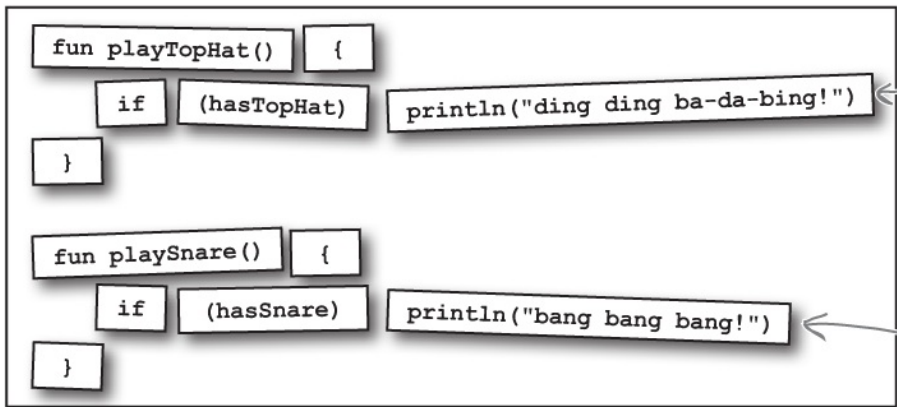 fun playTopHat() {
if (hasTopHat) println("ding ding ba-da-bing!")
}
fun playSnare() {
if (hasSnare) println("bang bang bang!")
}